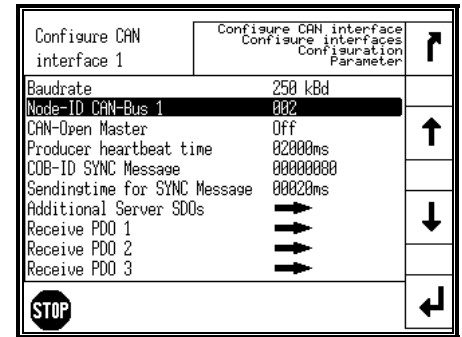 Configure CAN
interface 1
Configure CAN interface
Configure interfaces
Configuration
Parameter
Baudrate 250 kBd
Node-ID CAN-Bus 1 002
CAN-Open Master Off
Producer heartbeat time 02000ms
COB-ID SYNC Message 00000080
Sendingtime for SYNC Message 00020ms
Additional Server SDOs
Receive PDO 1
Receive PDO 2
Receive PDO 3
STOP